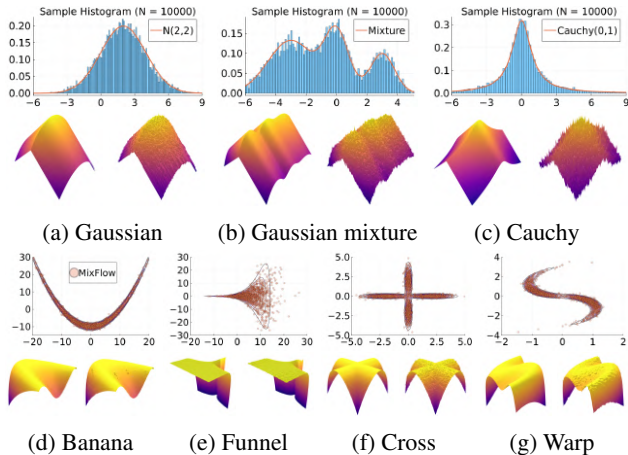 Sample Histogram (N = 10000)
0.20
0.15
0.10
0.05
0.00
N(2,2)
−6 −3 0 3 6 9
Sample Histogram (N = 10000)
0.15
0.10
0.05
0.00
Mixture
−6 −4 −2 0 2 4
Sample Histogram (N = 10000)
0.3
0.2
0.1
0.0
Cauchy(0,1)
−6 −3 0 3 6 9
(a) Gaussian
(b) Gaussian mixture
(c) Cauchy
30
20
10
0
−10
MixFlow
−20 −10 0 10 20
30
20
10
0
−10
−20
−30
−10 0 10 20 30
5.0
2.5
0.0
−2.5
−5.0
−5.0 −2.5 0.0 2.5 5.0
4
2
0
−2
−4
−2 −1 0 1 2
(d) Banana
(e) Funnel
(f) Cross
(g) Warp